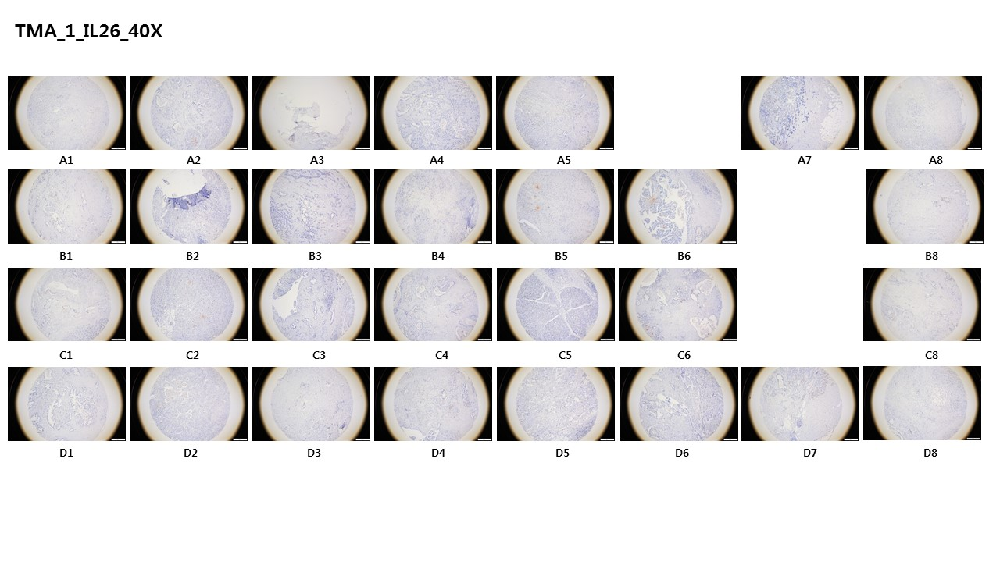 TMA_1_IL26_40X
A1 A2 A3 A4 A5 A7 A8
B1 B2 B3 B4 B5 B6 B8
C1 C2 C3 C4 C5 C6 C8
D1 D2 D3 D4 D5 D6 D7 D8